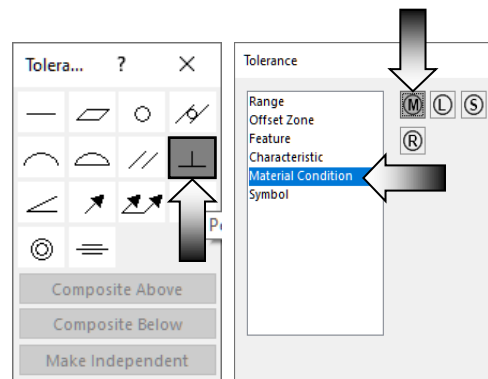 Tolera... ?
Composite Above
Composite Below
Make Independent
Tolerance
Range
Offset Zone
Feature
Characteristic
Material Condition
Symbol
Ⓜ Ⓛ Ⓢ
Ⓡ